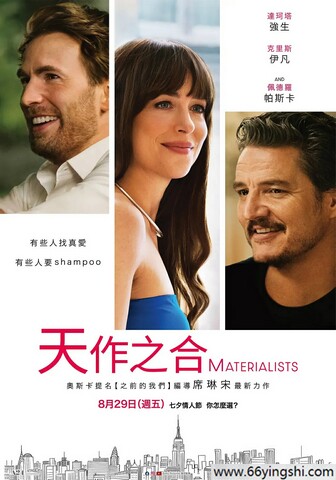 達珂塔
強生
克里斯
伊凡
AND
佩德羅
帕斯卡
有些人找真愛
有些人要shampoo
天作之合 MATERIALISTS
奧斯卡提名【之前的我們】編導 席琳宋 最新力作
8月29日(週五) 七夕情人節 你怎麼選?
www.66yingshi.com